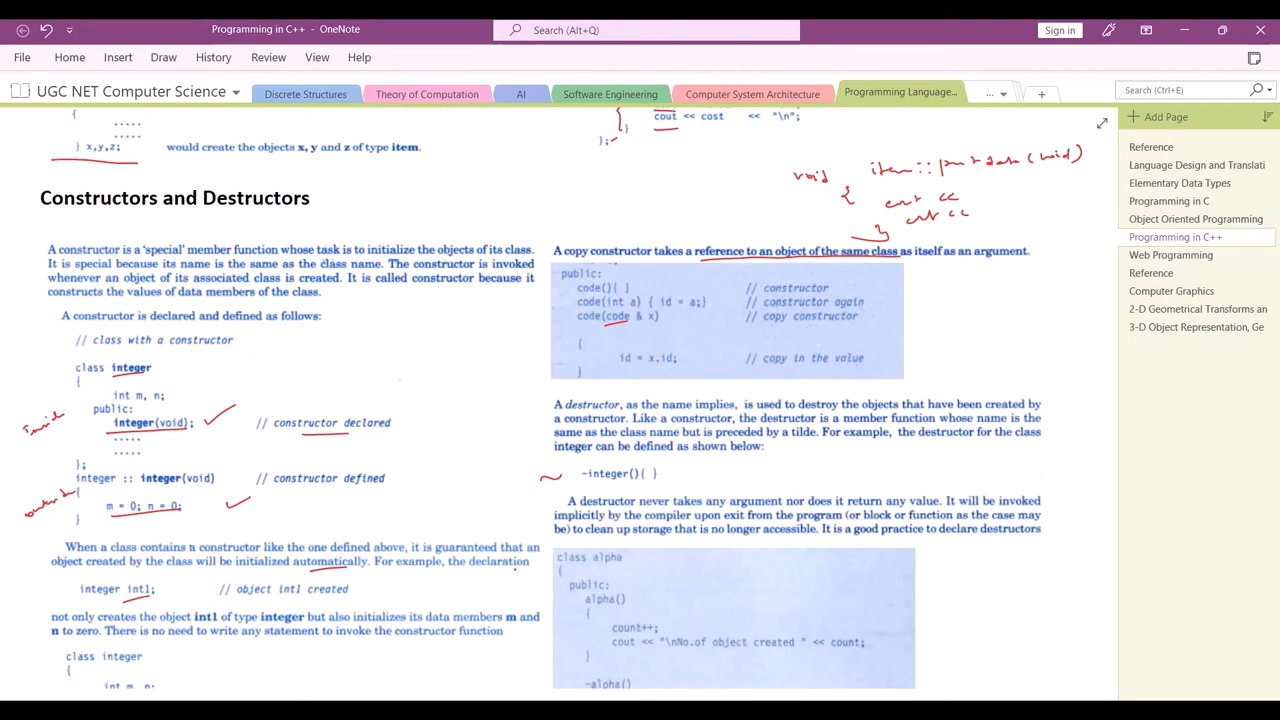 Programming in C++ - OneNote
Search (Alt+Q)
Sign in
File Home Insert Draw History Review View Help
UGC NET Computer Science
Discrete Structures
Theory of Computation
AI
Software Engineering
Computer System Architecture
Programming Language...
...
Search (Ctrl+E)
{
.....
.....
} x,y,z;
would create the objects x, y and z of type item.
Constructors and Destructors
A constructor is a 'special' member function whose task is to initialize the objects of its class.
It is special because its name is the same as the class name. The constructor is invoked
whenever an object of its associated class is created. It is called constructor because it
constructs the values of data members of the class.
A constructor is declared and defined as follows:
// class with a constructor
class integer
{
int m, n;
public:
integer(void); // constructor declared
.....
.....
};
integer :: integer(void) // constructor defined
{
m = 0; n = 0;
}
When a class contains a constructor like the one defined above, it is guaranteed that an
object created by the class will be initialized automatically. For example, the declaration
integer int1; // object int1 created
not only creates the object int1 of type integer but also initializes its data members m and
n to zero. There is no need to write any statement to invoke the constructor function
class integer
{
int m, n;
cout << cost << "\n";
}
};
void item :: putdata(void)
{ cout <<
cout <<
}
A copy constructor takes a reference to an object of the same class as itself as an argument.
public:
code(){ } // constructor
code(int a) { id = a;} // constructor again
code(code & x) // copy constructor
{
id = x.id; // copy in the value
}
A destructor, as the name implies, is used to destroy the objects that have been created by
a constructor. Like a constructor, the destructor is a member function whose name is the
same as the class name but is preceded by a tilde. For example, the destructor for the class
integer can be defined as shown below:
~ ~integer(){ }
A destructor never takes any argument nor does it return any value. It will be invoked
implicitly by the compiler upon exit from the program (or block or function as the case may
be) to clean up storage that is no longer accessible. It is a good practice to declare destructors
class alpha
{
public:
alpha()
{
count++;
cout << "\nNo.of object created " << count;
}
~alpha()
Add Page
Reference
Language Design and Translati
Elementary Data Types
Programming in C
Object Oriented Programming
Programming in C++
Web Programming
Reference
Computer Graphics
2-D Geometrical Transforms an
3-D Object Representation, Ge